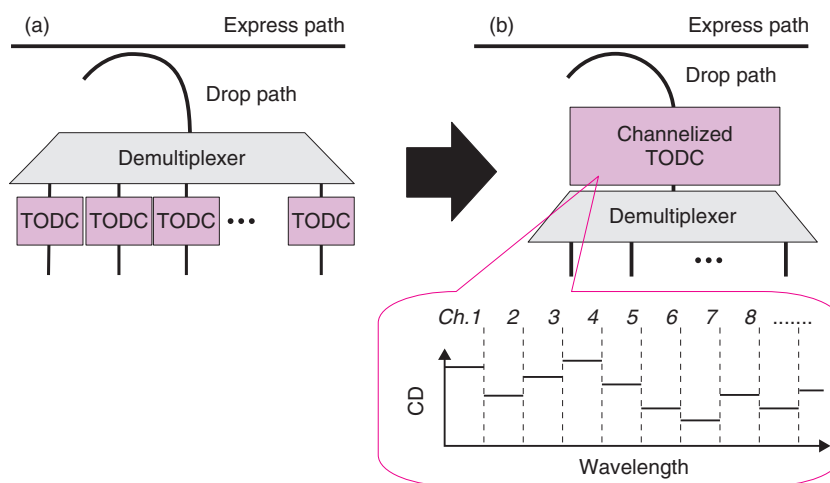 (a)
Express path
Drop path
Demultiplexer
TODC TODC TODC ••• TODC
(b)
Express path
Drop path
Channelized
TODC
Demultiplexer
•••
Ch.1 2 3 4 5 6 7 8 .......
CD
Wavelength